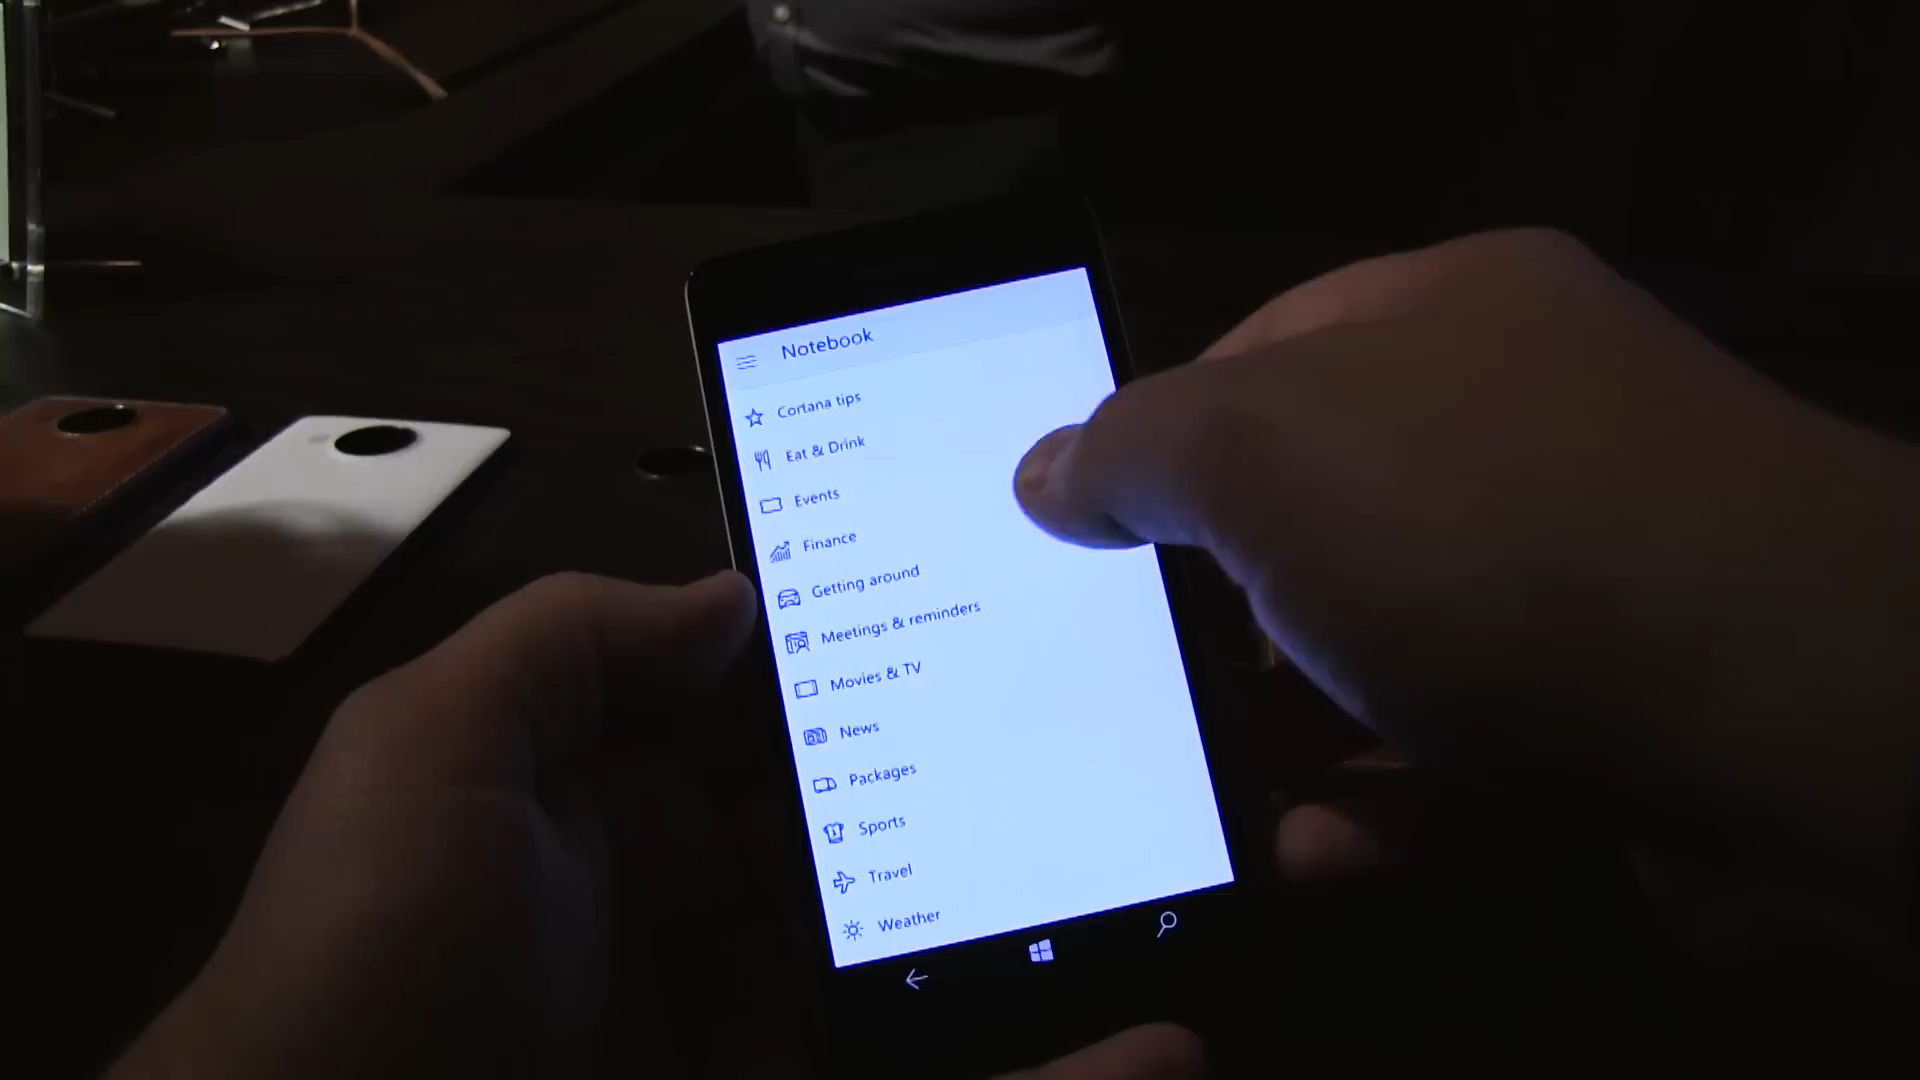 Notebook
Cortana tips
Eat & Drink
Events
Finance
Getting around
Meetings & reminders
Movies & TV
News
Packages
Sports
Travel
Weather